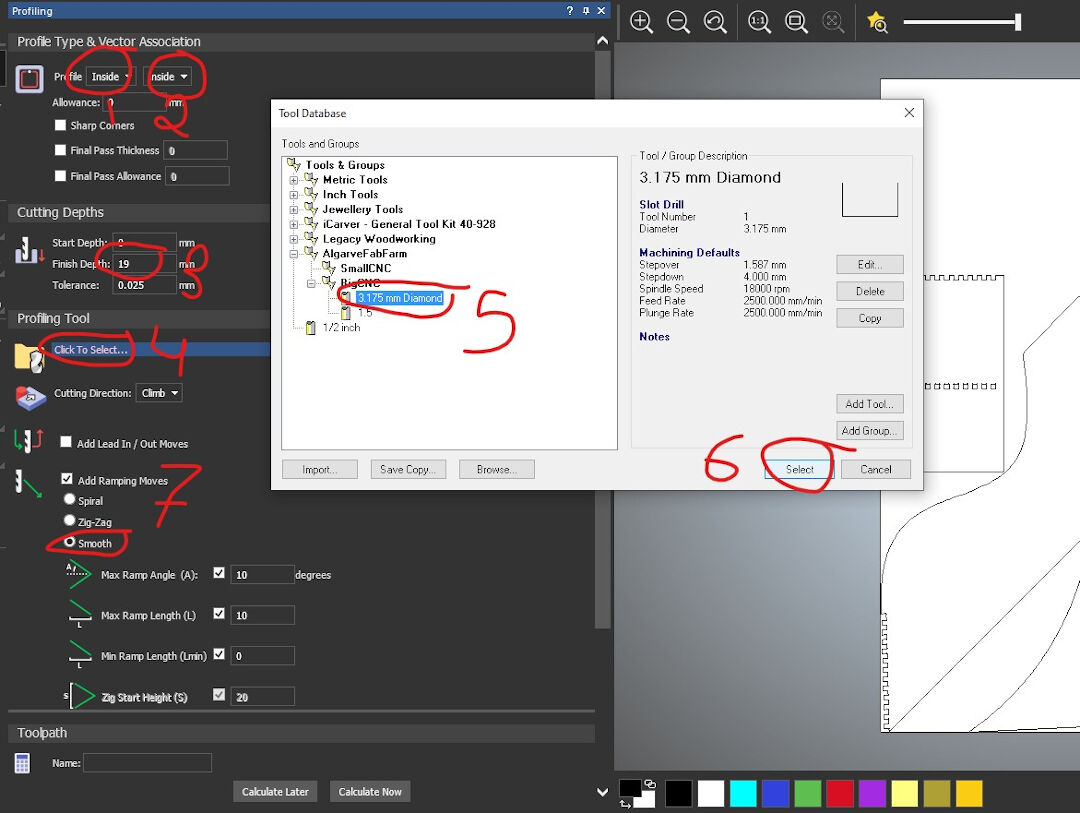 Profiling
?
Profile Type & Vector Association
Profile Inside Inside
1 2
Allowance: 0 mm
Sharp Corners
Final Pass Thickness 0
Final Pass Allowance 0
Cutting Depths
Start Depth: 0 mm
Finish Depth: 19 mm
3
Tolerance: 0.025 mm
Profiling Tool
Click To Select...
4
Cutting Direction: Climb
Add Lead In / Out Moves
Add Ramping Moves
7
Spiral
Zig-Zag
Smooth
A
Max Ramp Angle (A): 10 degrees
L
Max Ramp Length (L) 10
L
Min Ramp Length (Lmin) 0
S
Zig Start Height (S) 20
Toolpath
Name:
Calculate Later Calculate Now
1:1
Tool Database
Tools and Groups
Tools & Groups
Metric Tools
Inch Tools
Jewellery Tools
iCarver - General Tool Kit 40-928
Legacy Woodworking
AlgarveFabFarm
SmallCNC
BigCNC
3.175 mm Diamond
5
1.5
1/2 inch
Import... Save Copy... Browse...
Tool / Group Description
3.175 mm Diamond
Slot Drill
Tool Number 1
Diameter 3.175 mm
Machining Defaults
Stepover 1.587 mm
Stepdown 4.000 mm
Spindle Speed 18000 rpm
Feed Rate 2500.000 mm/min
Plunge Rate 2500.000 mm/min
Notes
Edit...
Delete
Copy
Add Tool...
Add Group...
6
Select Cancel